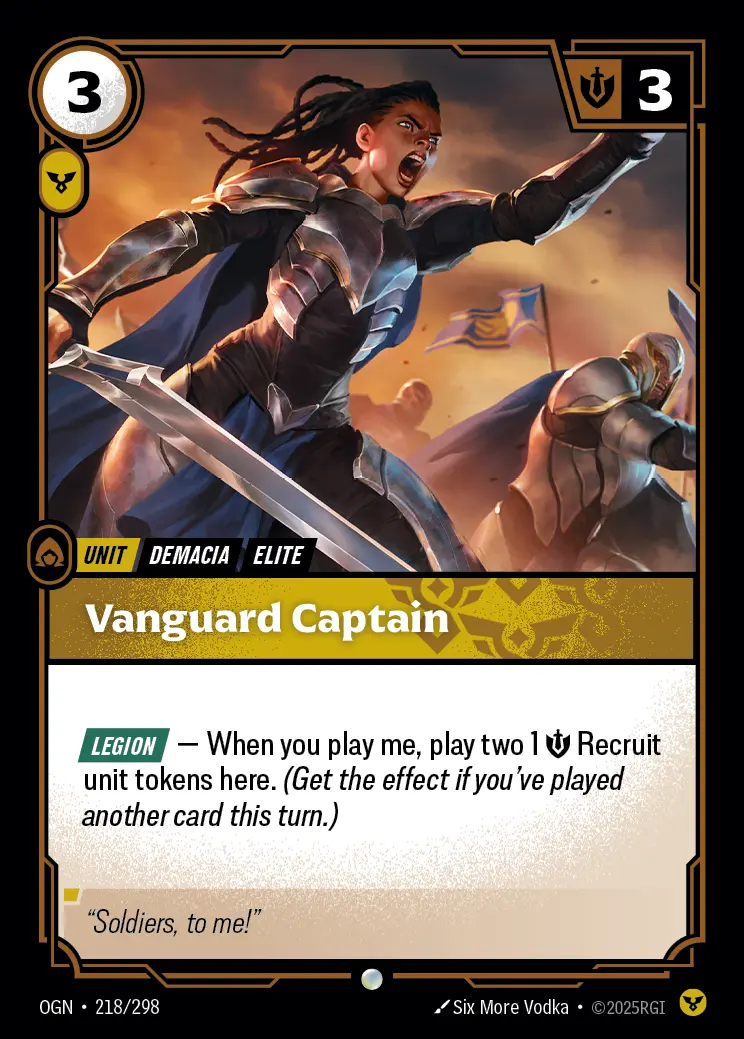 3
3
UNIT DEMACIA ELITE
Vanguard Captain
LEGION — When you play me, play two 1 Recruit
unit tokens here. (Get the effect if you’ve played
another card this turn.)
“Soldiers, to me!”
OGN • 218/298 Six More Vodka • ©2025RGI